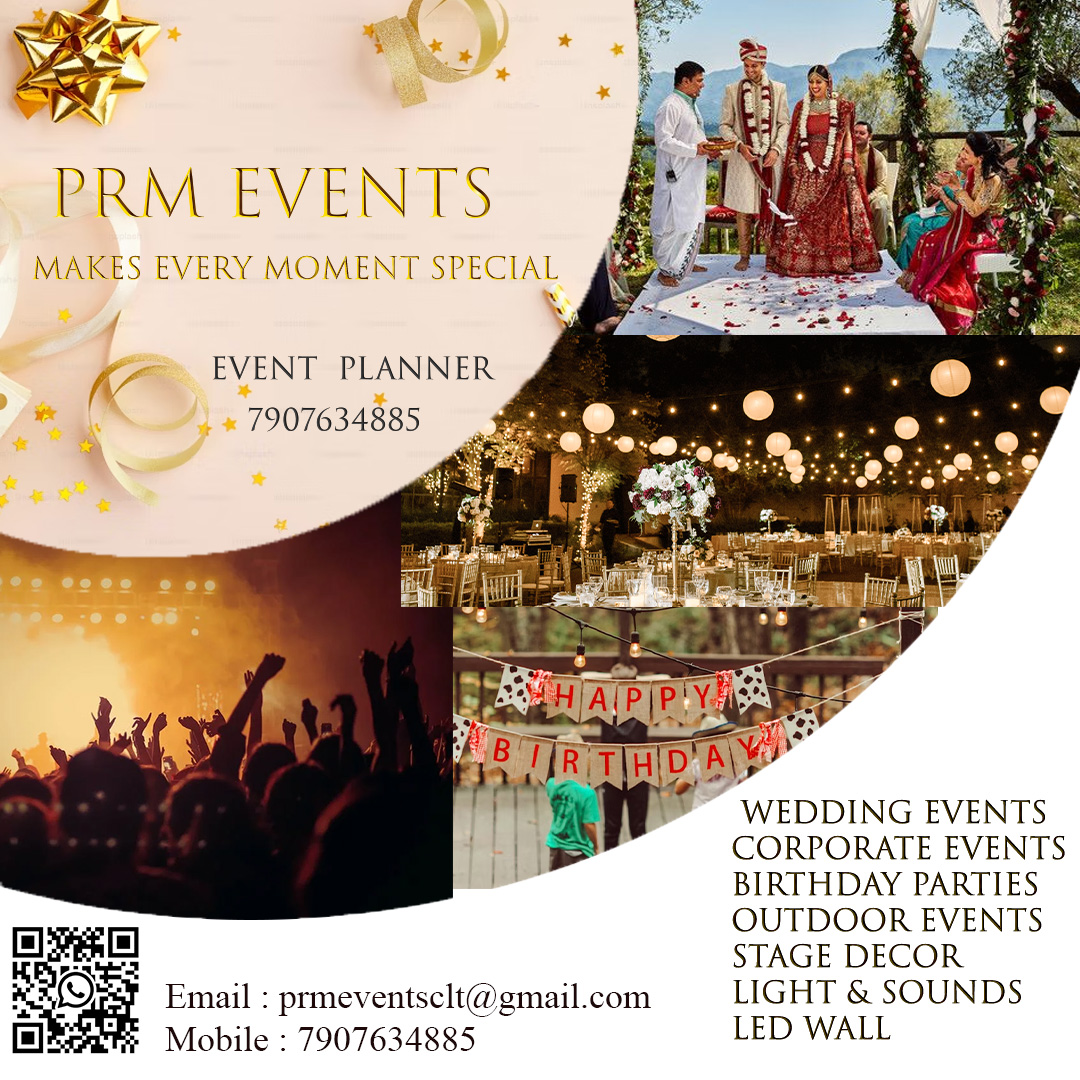 PRM EVENTS
MAKES EVERY MOMENT SPECIAL
EVENT PLANNER
7907634885
HAPPY
BIRTHDAY
WEDDING EVENTS
CORPORATE EVENTS
BIRTHDAY PARTIES
OUTDOOR EVENTS
STAGE DECOR
LIGHT & SOUNDS
LED WALL
Email : prmeventsclt@gmail.com
Mobile : 7907634885